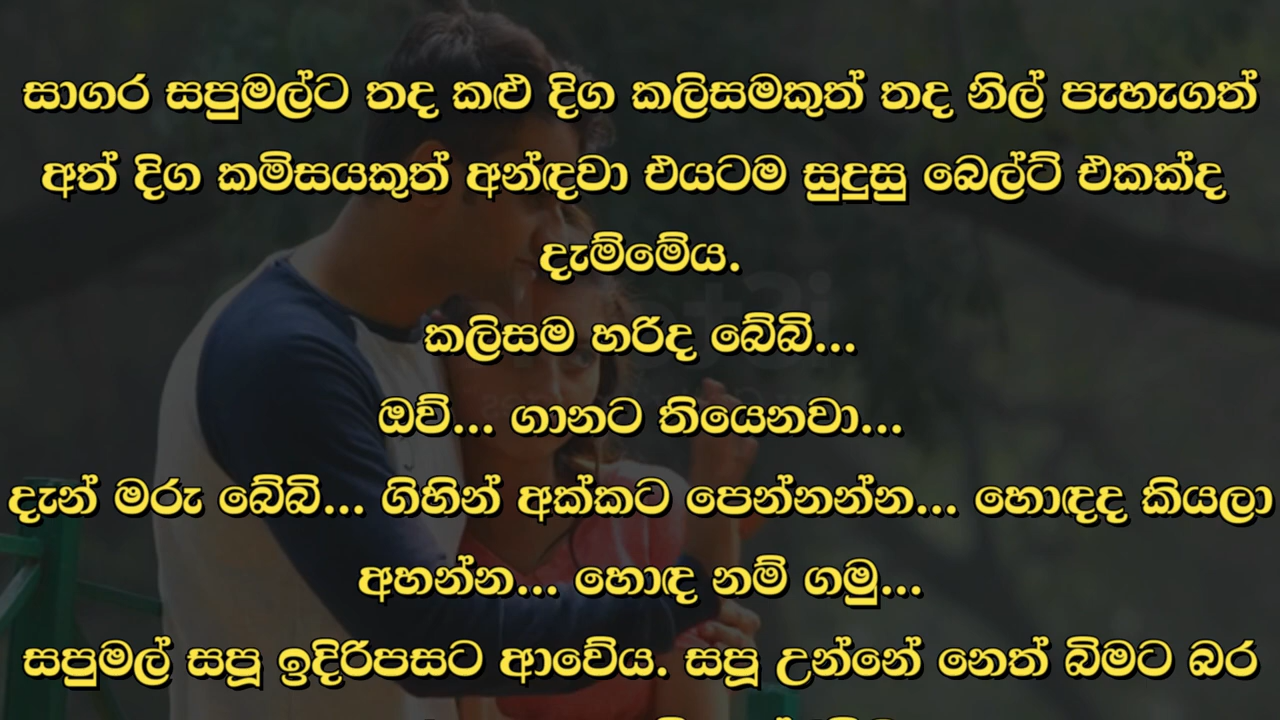 සාගර සපුමල්ට තද කළු දිග කලිසමකුත් තද නිල් පැහැගත්
අත් දිග කමිසයකුත් අන්ඳවා එයටම සුදුසු බෙල්ට් එකක්ද
දැම්මේය.
කලිසම හරිද බේබි...
ඔව්... ගානට තියෙනවා...
දැන් මරු බේබි... ගිහින් අක්කට පෙන්නන්න... හොඳද කියලා
අහන්න... හොඳ නම් ගමු...
සපුමල් සපූ ඉදිරිපසට ආවේය. සපූ උන්නේ නෙත් බිමට බර